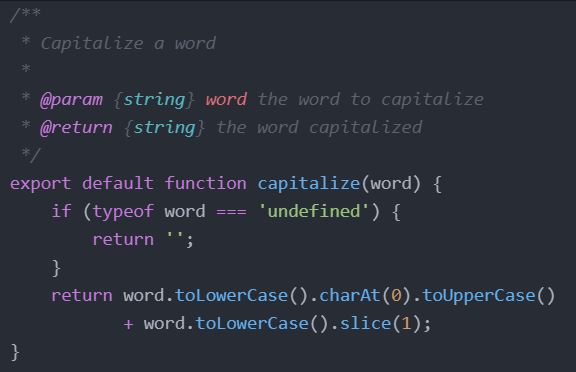 /**
 * Capitalize a word
 *
 * @param {string} word the word to capitalize
 * @return {string} the word capitalized
 */
export default function capitalize(word) {
    if (typeof word === 'undefined') {
        return '';
    }
    return word.toLowerCase().charAt(0).toUpperCase()
           + word.toLowerCase().slice(1);
}